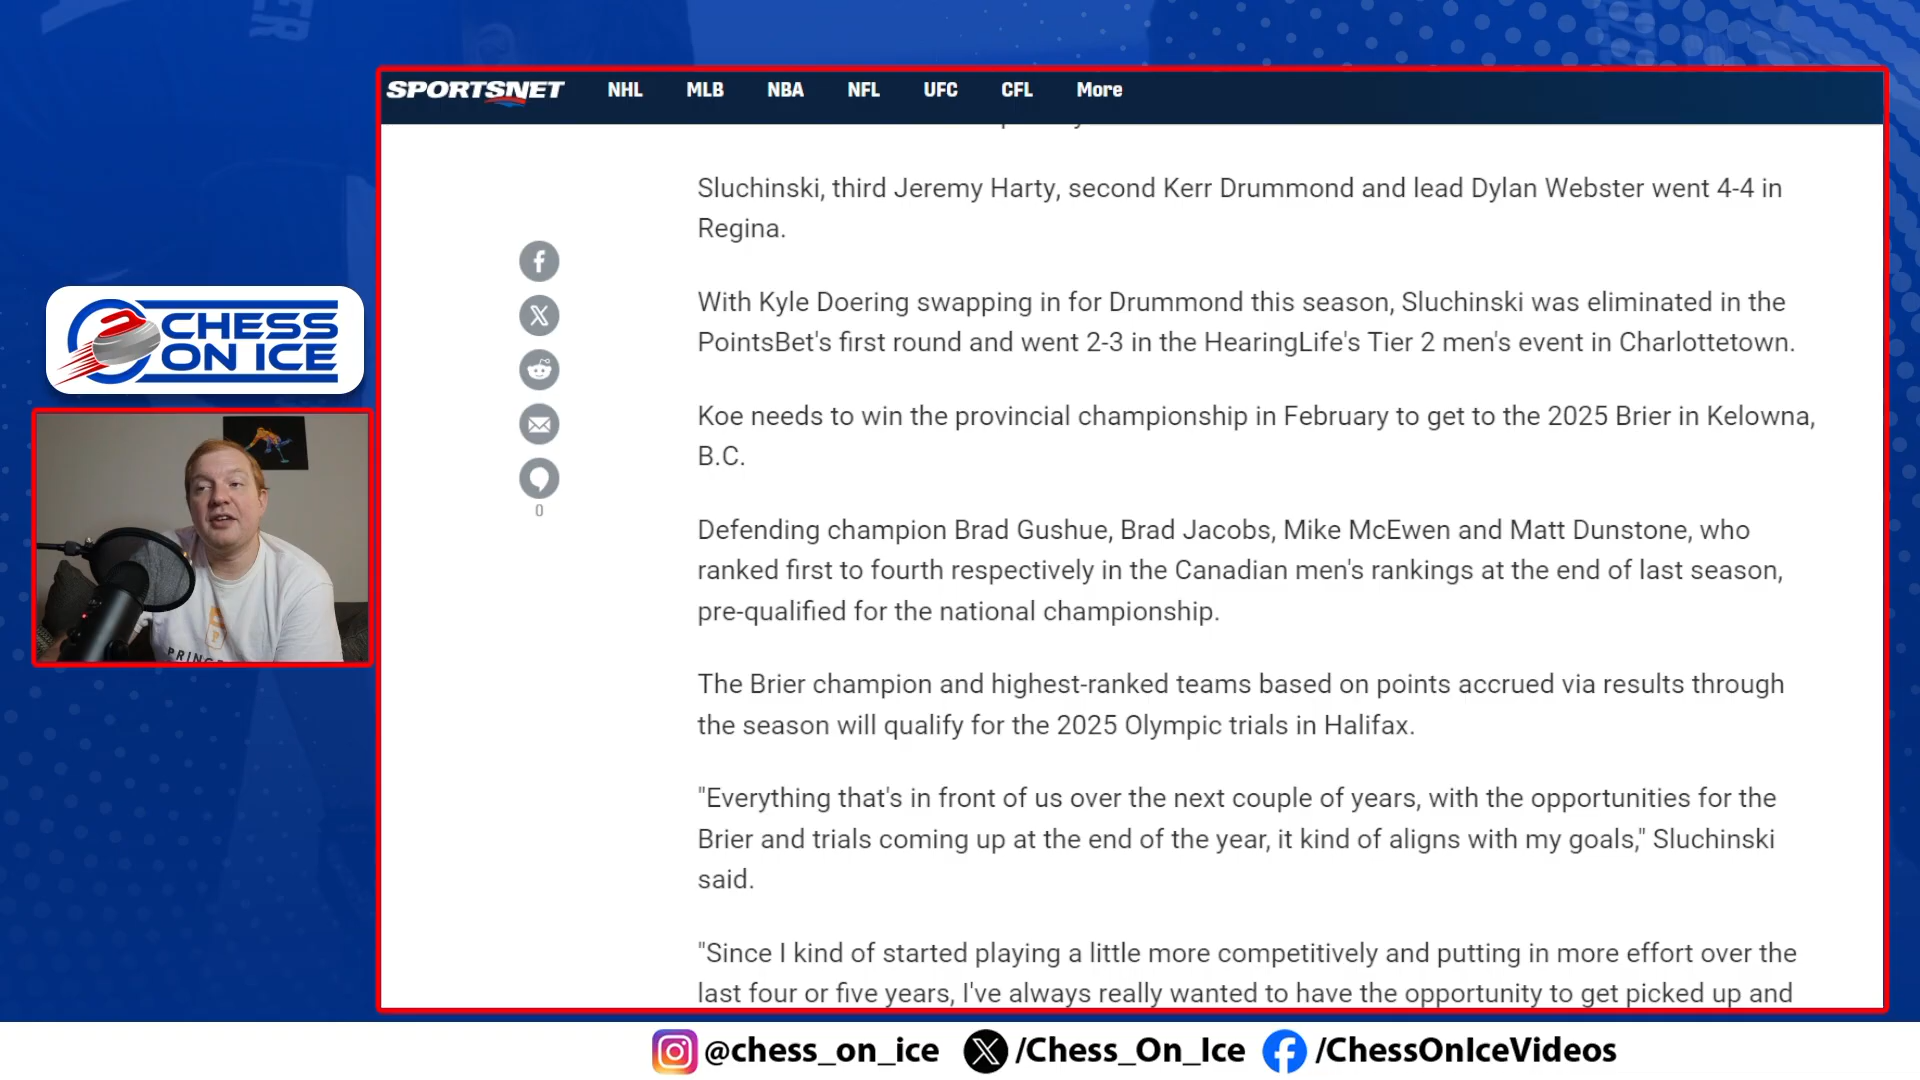 SPORTSNET NHL MLB NBA NFL UFC CFL More
Sluchinski, third Jeremy Harty, second Kerr Drummond and lead Dylan Webster went 4-4 in
Regina.
With Kyle Doering swapping in for Drummond this season, Sluchinski was eliminated in the
PointsBet's first round and went 2-3 in the HearingLife's Tier 2 men's event in Charlottetown.
Koe needs to win the provincial championship in February to get to the 2025 Brier in Kelowna,
B.C.
0
Defending champion Brad Gushue, Brad Jacobs, Mike McEwen and Matt Dunstone, who
ranked first to fourth respectively in the Canadian men's rankings at the end of last season,
pre-qualified for the national championship.
The Brier champion and highest-ranked teams based on points accrued via results through
the season will qualify for the 2025 Olympic trials in Halifax.
"Everything that's in front of us over the next couple of years, with the opportunities for the
Brier and trials coming up at the end of the year, it kind of aligns with my goals," Sluchinski
said.
"Since I kind of started playing a little more competitively and putting in more effort over the
last four or five years, I've always really wanted to have the opportunity to get picked up and
CHESS
ON ICE
@chess_on_ice /Chess_On_Ice /ChessOnIceVideos